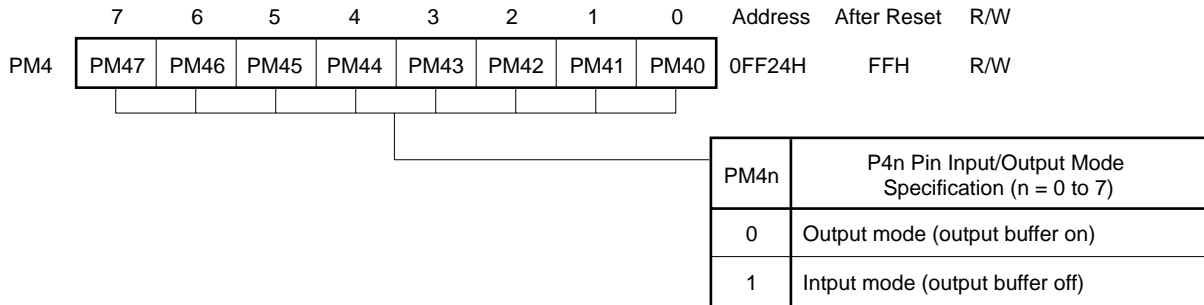 7 6 5 4 3 2 1 0 Address After Reset R/W
PM4 PM47 PM46 PM45 PM44 PM43 PM42 PM41 PM40 0FF24H FFH R/W
PM4n P4n Pin Input/Output Mode
Specification (n = 0 to 7)
0 Output mode (output buffer on)
1 Intput mode (output buffer off)